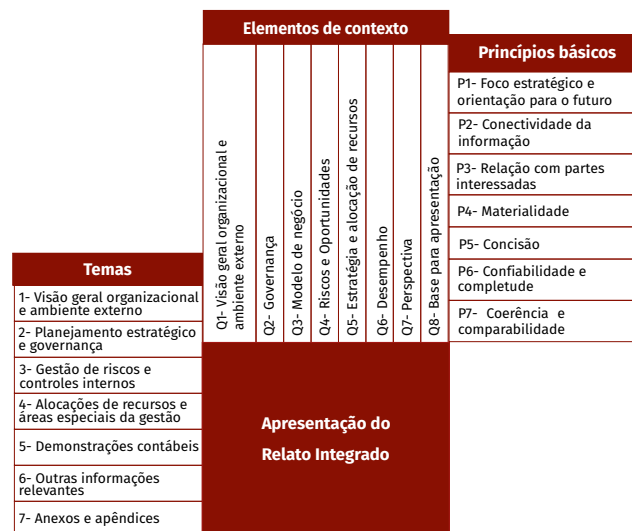 Elementos de contexto
Q1- Visão geral organizacional e
ambiente externo
Q2- Governança
Q3- Modelo de negócio
Q4- Riscos e Oportunidades
Q5- Estratégia e alocação de recursos
Q6- Desempenho
Q7- Perspectiva
Q8- Base para apresentação
Princípios básicos
P1- Foco estratégico e
orientação para o futuro
P2- Conectividade da
informação
P3- Relação com partes
interessadas
P4- Materialidade
P5- Concisão
P6- Confiabilidade e
completude
P7- Coerência e
comparabilidade
Temas
1- Visão geral organizacional
e ambiente externo
2- Planejamento estratégico
e governança
3- Gestão de riscos e
controles internos
4- Alocações de recursos e
áreas especiais da gestão
5- Demonstrações contábeis
6- Outras informações
relevantes
7- Anexos e apêndices
Apresentação do
Relato Integrado